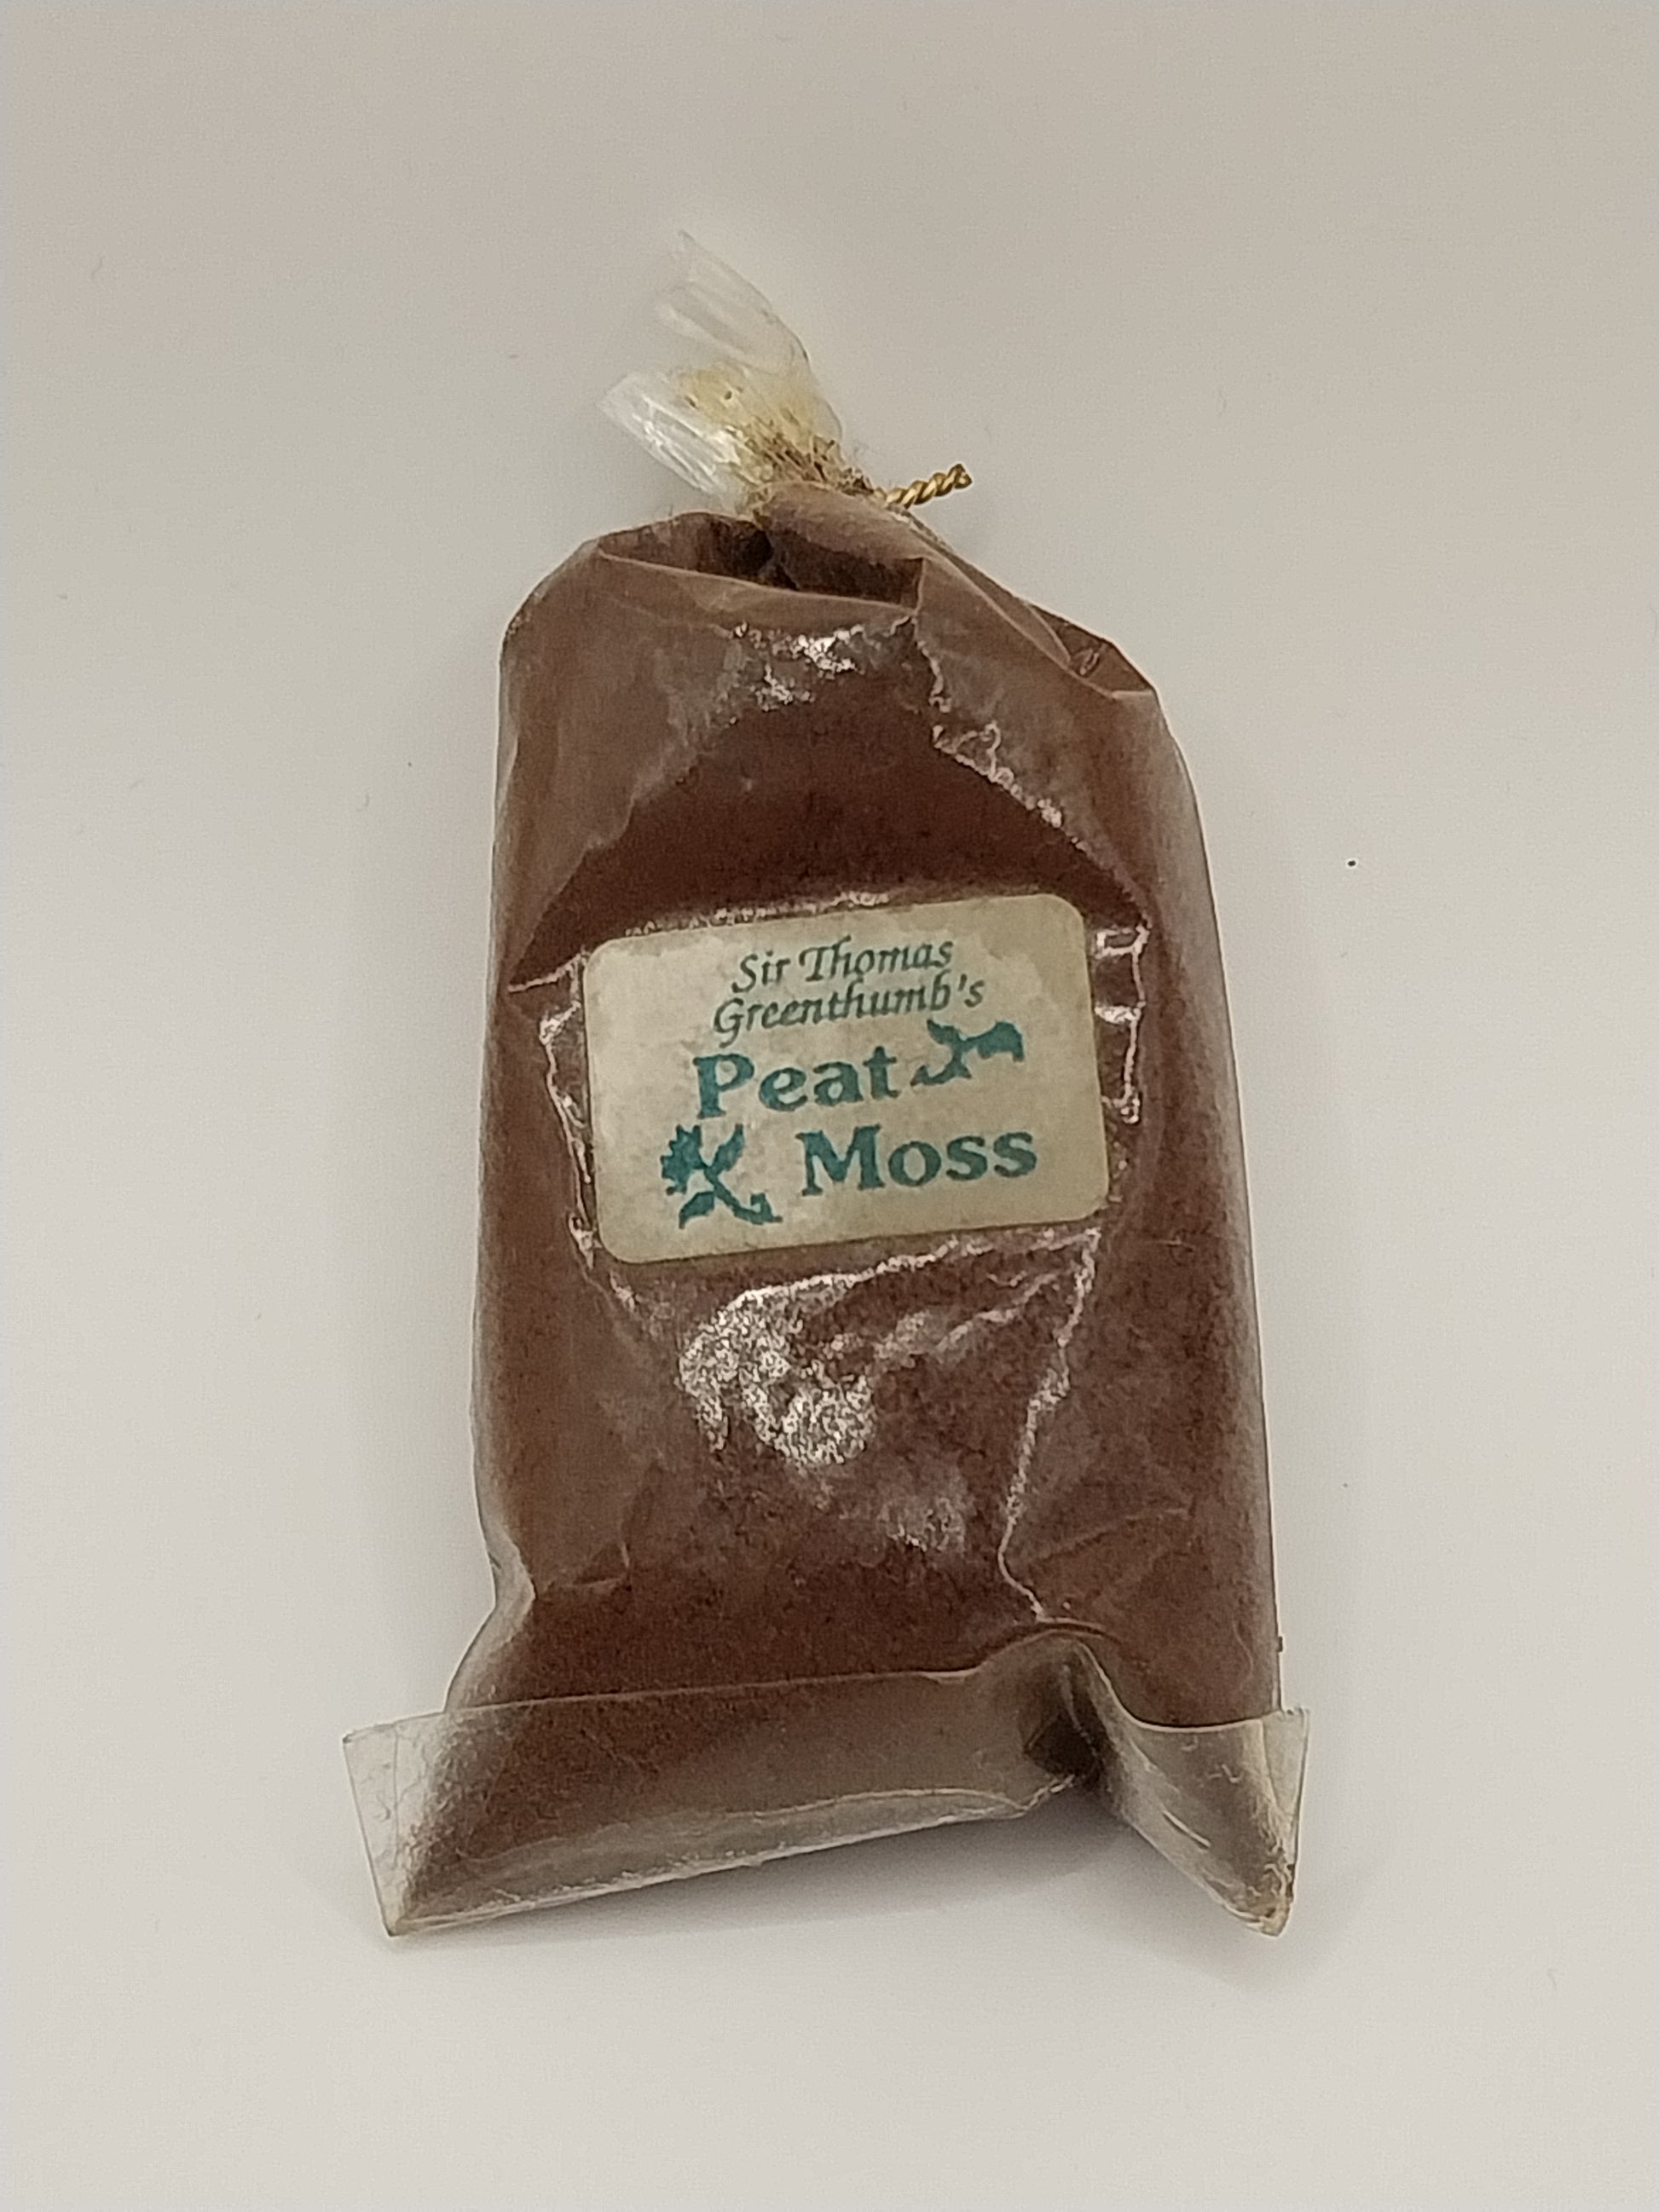 Sir Thomas
Greenthumb's
Peat
Moss